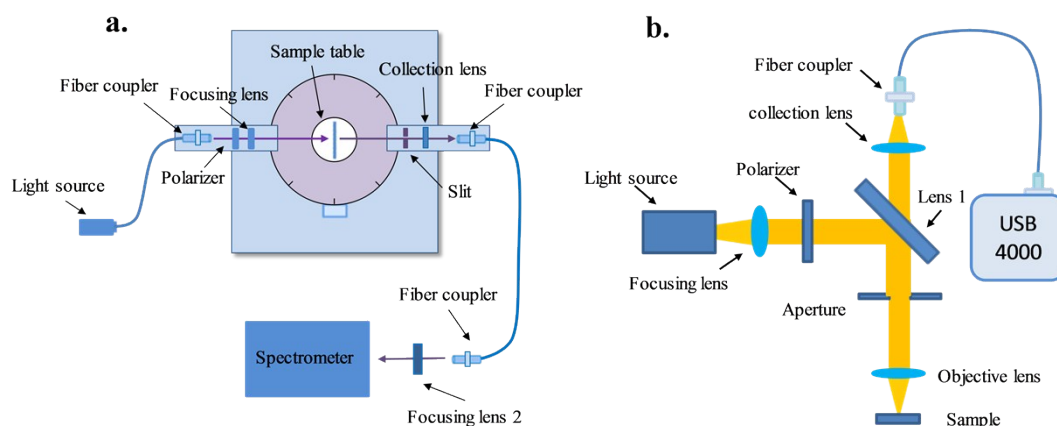 a.
Sample table
Collection lens
Fiber coupler
Focusing lens
Fiber coupler
Polarizer
Slit
Light source
Fiber coupler
Spectrometer
Focusing lens 2
b.
Fiber coupler
collection lens
Light source
Polarizer
Lens 1
USB
4000
Focusing lens
Aperture
Objective lens
Sample